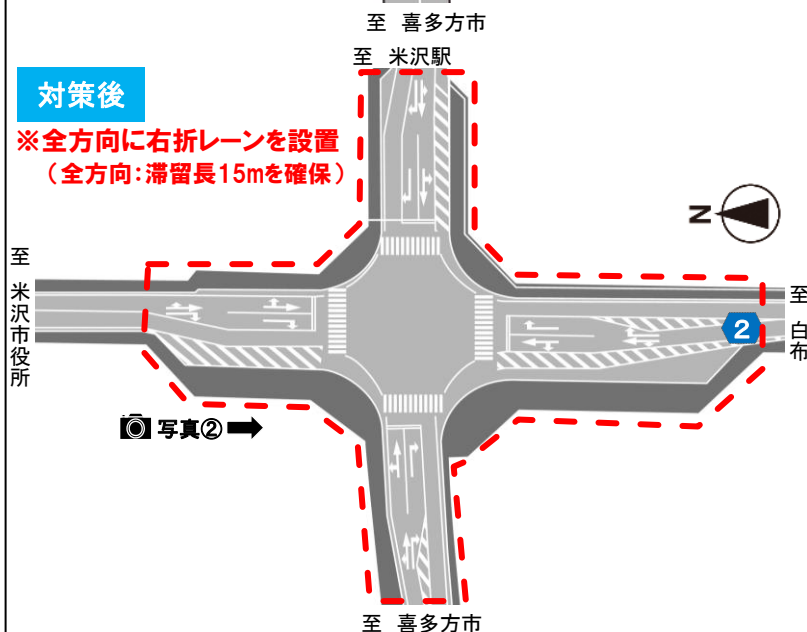 至 喜多方市
至 米沢駅
対策後
※全方向に右折レーンを設置
（全方向:滞留長15mを確保）
N
至 米沢市役所
至 白布
2
写真②
至 喜多方市